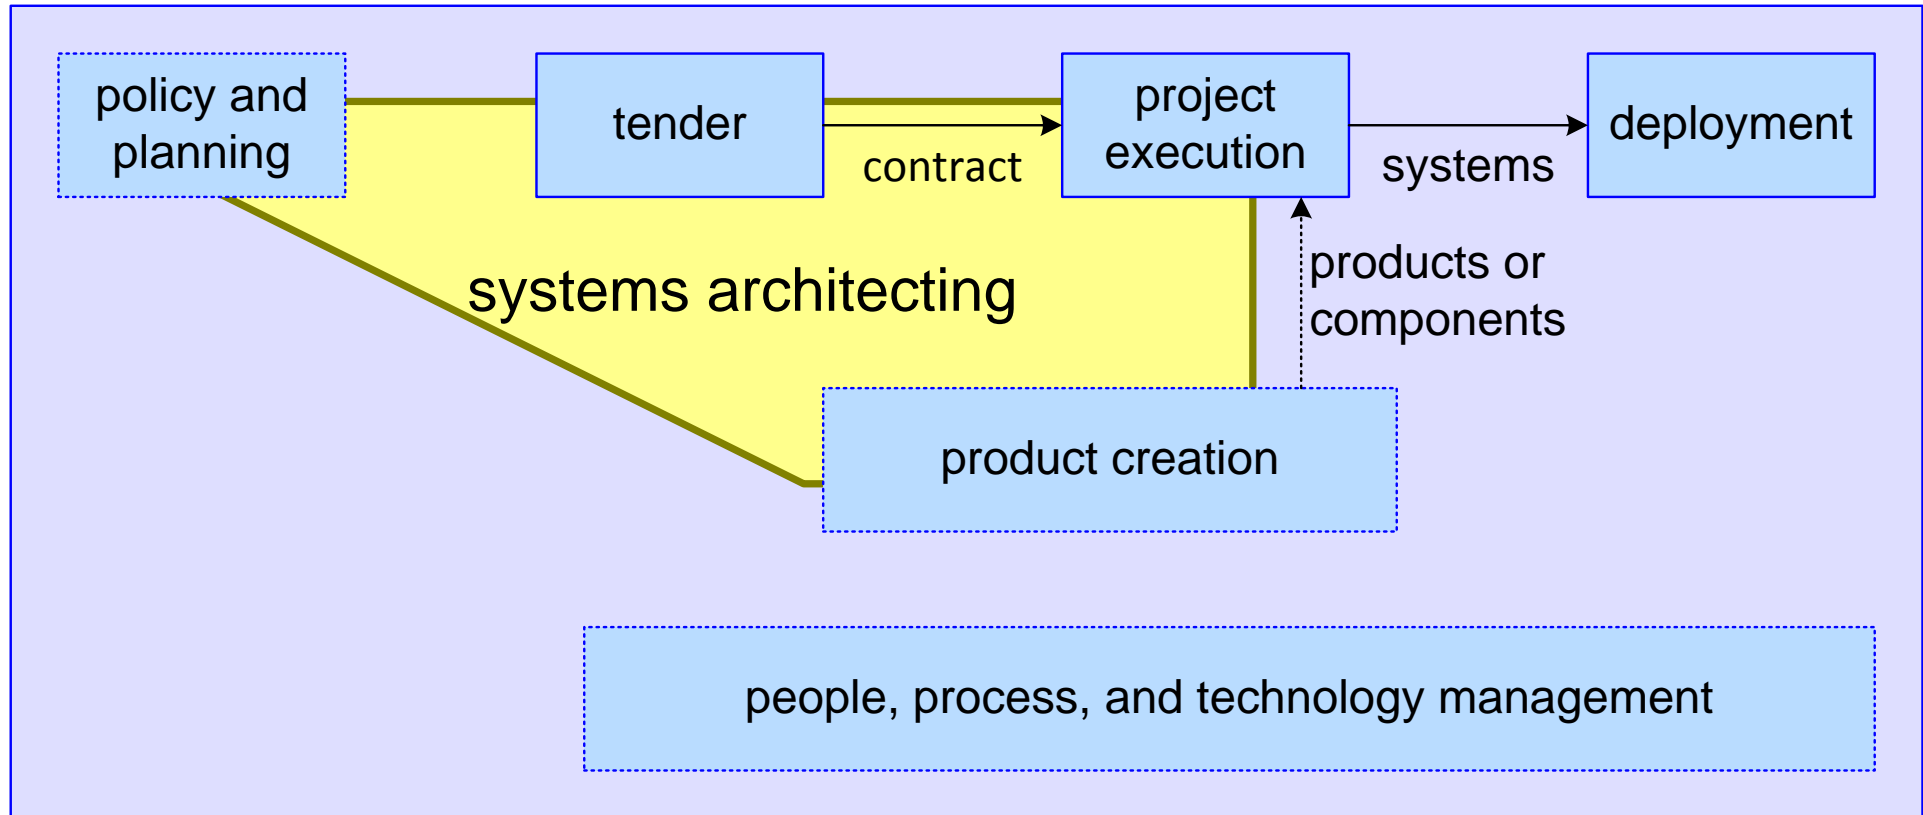 policy and
planning
tender
contract
project
execution
systems
deployment
systems architecting
products or
components
product creation
people, process, and technology management